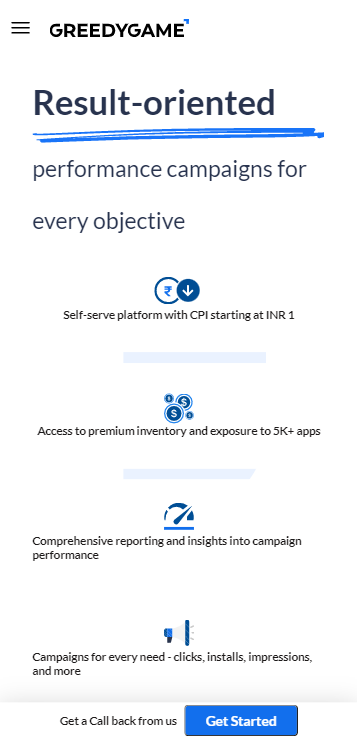 GREEDYGAME
Result-oriented
performance campaigns for
every objective
₹
Self-serve platform with CPI starting at INR 1
$ $
$ $
Access to premium inventory and exposure to 5K+ apps
Comprehensive reporting and insights into campaign
performance
Campaigns for every need - clicks, installs, impressions,
and more
Get a Call back from us Get Started